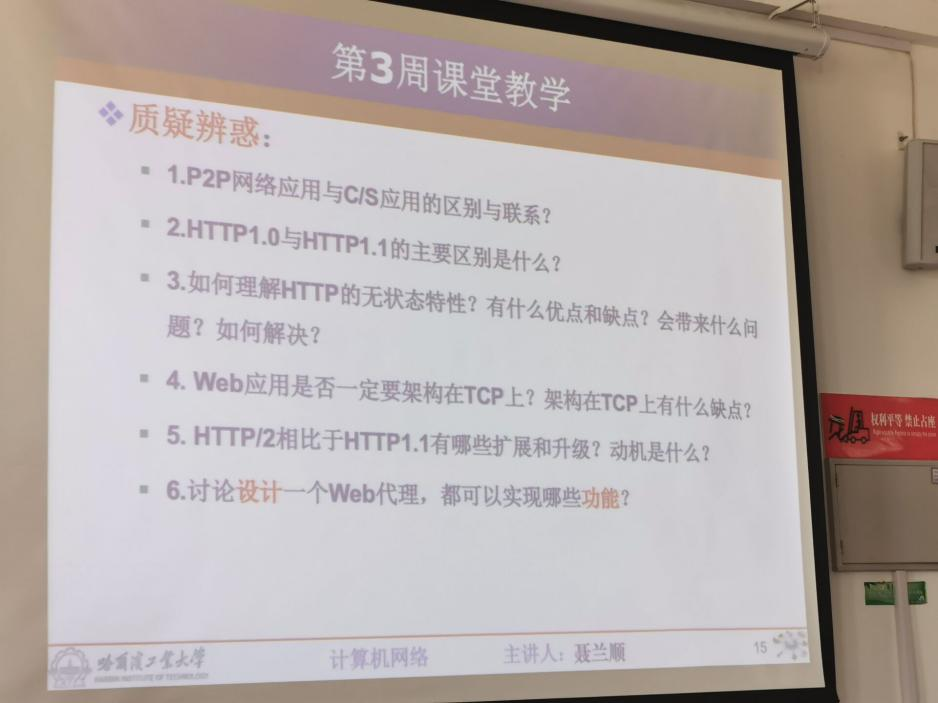 第3周课堂教学
质疑辨惑：
1.P2P网络应用与C/S应用的区别与联系？
2.HTTP1.0与HTTP1.1的主要区别是什么？
3.如何理解HTTP的无状态特性？有什么优点和缺点？会带来什么问
题？如何解决？
4. Web应用是否一定要架构在TCP上？架构在TCP上有什么缺点？
5. HTTP/2相比于HTTP1.1有哪些扩展和升级？动机是什么？
6.讨论设计一个Web代理，都可以实现哪些功能？
哈爾濱工業大學
HARBIN INSTITUTE OF TECHNOLOGY
计算机网络
主讲人：聂兰顺
15
权利平等 禁止占座